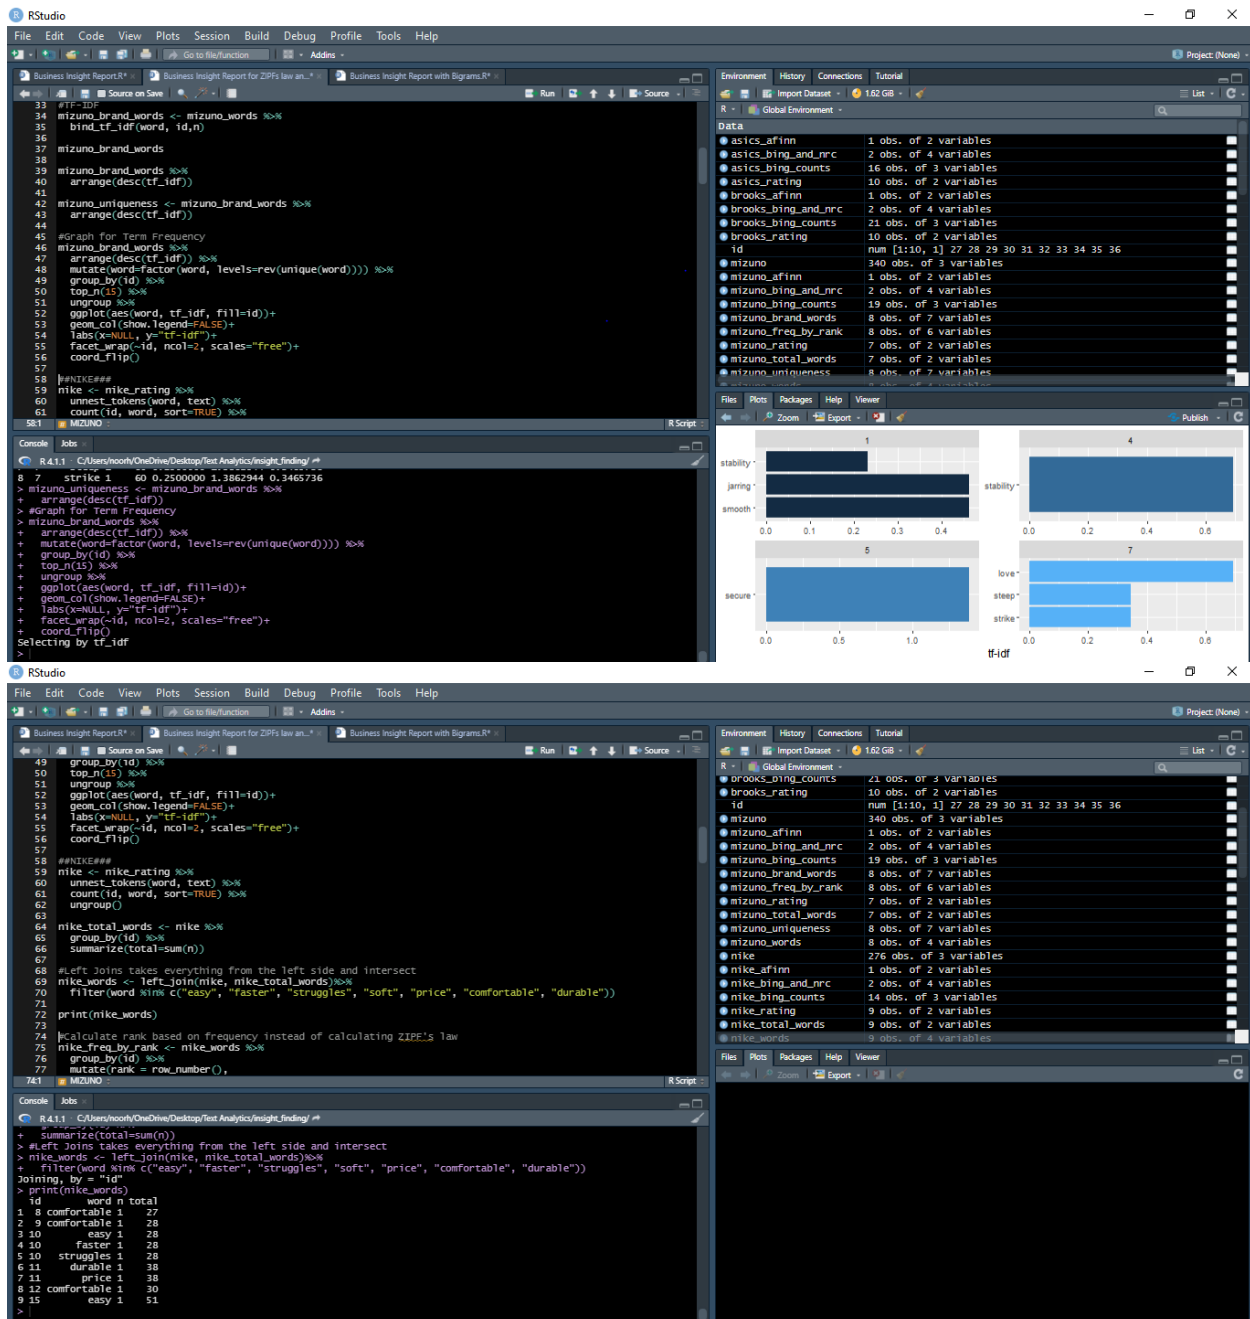 RStudio
File Edit Code View Plots Session Build Debug Profile Tools Help
Go to file/function Addins Project: (None)
Business Insight Report.R* Business Insight Report for ZIPFs law an...* Business Insight Report with Bigrams.R*
Source on Save Run Source
33 #TF-IDF
34 mizuno_brand_words <- mizuno_words %>%
35 bind_tf_idf(word, id,n)
36
37 mizuno_brand_words
38
39 mizuno_brand_words %>%
40 arrange(desc(tf_idf))
41
42 mizuno_uniqueness <- mizuno_brand_words %>%
43 arrange(desc(tf_idf))
44
45 #Graph for Term Frequency
46 mizuno_brand_words %>%
47 arrange(desc(tf_idf)) %>%
48 mutate(word=factor(word, levels=rev(unique(word)))) %>%
49 group_by(id) %>%
50 top_n(15) %>%
51 ungroup %>%
52 ggplot(aes(word, tf_idf, fill=id))+
53 geom_col(show.legend=FALSE)+
54 labs(x=NULL, y="tf-idf")+
55 facet_wrap(~id, ncol=2, scales="free")+
56 coord_flip()
57
58 ##NIKE###
59 nike <- nike_rating %>%
60 unnest_tokens(word, text) %>%
61 count(id, word, sort=TRUE) %>%
58:1 MIZUNO R Script
Console Jobs
R 4.1.1 · C:/Users/noorh/OneDrive/Desktop/Text Analytics/insight_finding/
8 7 strike 1 60 0.2500000 1.3862944 0.3465736
> mizuno_uniqueness <- mizuno_brand_words %>%
+ arrange(desc(tf_idf))
> #Graph for Term Frequency
> mizuno_brand_words %>%
+ arrange(desc(tf_idf)) %>%
+ mutate(word=factor(word, levels=rev(unique(word)))) %>%
+ group_by(id) %>%
+ top_n(15) %>%
+ ungroup %>%
+ ggplot(aes(word, tf_idf, fill=id))+
+ geom_col(show.legend=FALSE)+
+ labs(x=NULL, y="tf-idf")+
+ facet_wrap(~id, ncol=2, scales="free")+
+ coord_flip()
Selecting by tf_idf
>
Environment History Connections Tutorial
Import Dataset 1.62 GiB List
R Global Environment
Data
asics_afinn 1 obs. of 2 variables
asics_bing_and_nrc 2 obs. of 4 variables
asics_bing_counts 16 obs. of 3 variables
asics_rating 10 obs. of 2 variables
brooks_afinn 1 obs. of 2 variables
brooks_bing_and_nrc 2 obs. of 4 variables
brooks_bing_counts 21 obs. of 3 variables
brooks_rating 10 obs. of 2 variables
id num [1:10, 1] 27 28 29 30 31 32 33 34 35 36
mizuno 340 obs. of 3 variables
mizuno_afinn 1 obs. of 2 variables
mizuno_bing_and_nrc 2 obs. of 4 variables
mizuno_bing_counts 19 obs. of 3 variables
mizuno_brand_words 8 obs. of 7 variables
mizuno_freq_by_rank 8 obs. of 6 variables
mizuno_rating 7 obs. of 2 variables
mizuno_total_words 7 obs. of 2 variables
mizuno_uniqueness 8 obs. of 7 variables
Files Plots Packages Help Viewer
Zoom Export Publish
1 4
stability
jarring
smooth
stability
0.0 0.1 0.2 0.3 0.4
0.0 0.2 0.4 0.6
5 7
secure
love
steep
strike
0.0 0.5 1.0
0.0 0.2 0.4 0.6
tf-idf
RStudio
File Edit Code View Plots Session Build Debug Profile Tools Help
Go to file/function Addins Project: (None)
Business Insight Report.R* Business Insight Report for ZIPFs law an...* Business Insight Report with Bigrams.R*
Source on Save Run Source
49 group_by(id) %>%
50 top_n(15) %>%
51 ungroup %>%
52 ggplot(aes(word, tf_idf, fill=id))+
53 geom_col(show.legend=FALSE)+
54 labs(x=NULL, y="tf-idf")+
55 facet_wrap(~id, ncol=2, scales="free")+
56 coord_flip()
57
58 ##NIKE###
59 nike <- nike_rating %>%
60 unnest_tokens(word, text) %>%
61 count(id, word, sort=TRUE) %>%
62 ungroup()
63
64 nike_total_words <- nike %>%
65 group_by(id) %>%
66 summarize(total=sum(n))
67
68 #Left Joins takes everything from the left side and intersect
69 nike_words <- left_join(nike, nike_total_words)%>%
70 filter(word %in% c("easy", "faster", "struggles", "soft", "price", "comfortable", "durable"))
71
72 print(nike_words)
73
74 #Calculate rank based on frequency instead of calculating ZIPF's law
75 nike_freq_by_rank <- nike_words %>%
76 group_by(id) %>%
77 mutate(rank = row_number(),
74:1 MIZUNO R Script
Console Jobs
R 4.1.1 · C:/Users/noorh/OneDrive/Desktop/Text Analytics/insight_finding/
+ summarize(total=sum(n))
> #Left Joins takes everything from the left side and intersect
> nike_words <- left_join(nike, nike_total_words)%>%
+ filter(word %in% c("easy", "faster", "struggles", "soft", "price", "comfortable", "durable"))
Joining, by = "id"
> print(nike_words)
id word n total
1 8 comfortable 1 27
2 9 comfortable 1 28
3 10 easy 1 28
4 10 faster 1 28
5 10 struggles 1 28
6 11 durable 1 38
7 11 price 1 38
8 12 comfortable 1 30
9 15 easy 1 51
>
Environment History Connections Tutorial
Import Dataset 1.62 GiB List
R Global Environment
brooks_bing_counts 21 obs. of 3 variables
brooks_rating 10 obs. of 2 variables
id num [1:10, 1] 27 28 29 30 31 32 33 34 35 36
mizuno 340 obs. of 3 variables
mizuno_afinn 1 obs. of 2 variables
mizuno_bing_and_nrc 2 obs. of 4 variables
mizuno_bing_counts 19 obs. of 3 variables
mizuno_brand_words 8 obs. of 7 variables
mizuno_freq_by_rank 8 obs. of 6 variables
mizuno_rating 7 obs. of 2 variables
mizuno_total_words 7 obs. of 2 variables
mizuno_uniqueness 8 obs. of 7 variables
mizuno_words 8 obs. of 4 variables
nike 276 obs. of 3 variables
nike_afinn 1 obs. of 2 variables
nike_bing_and_nrc 2 obs. of 4 variables
nike_bing_counts 14 obs. of 3 variables
nike_rating 9 obs. of 2 variables
nike_total_words 9 obs. of 2 variables
nike_words 9 obs. of 4 variables
Files Plots Packages Help Viewer
Zoom Export